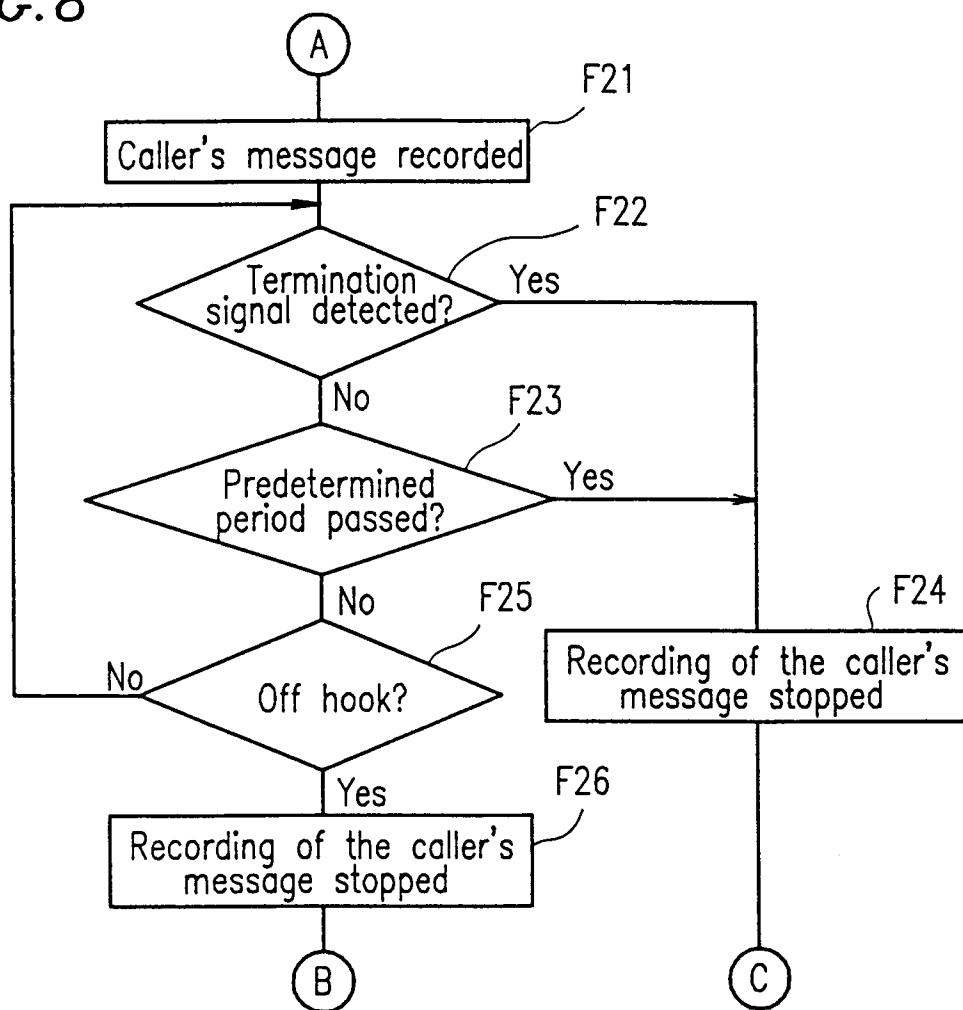 G. 8
A
F21
Caller's message recorded
F22
Termination
signal detected?
Yes
No
F23
Predetermined
period passed?
Yes
No
F25
F24
Off hook?
No
Recording of the caller's
message stopped
Yes
F26
Recording of the caller's
message stopped
B
C